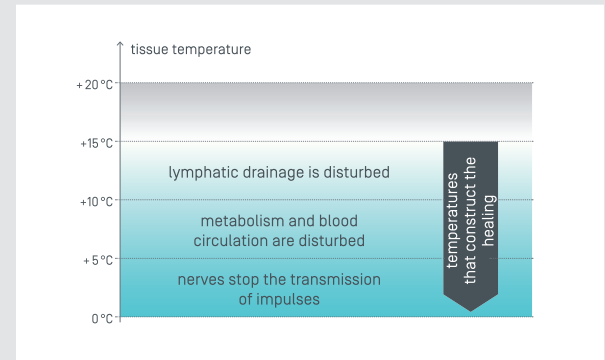 tissue temperature
+ 20 °C
+15 °C
lymphatic drainage is disturbed
+10 °C
metabolism and blood
circulation are disturbed
+ 5 °C
nerves stop the transmission
of impulses
0 °C
temperatures
that construct the
healing